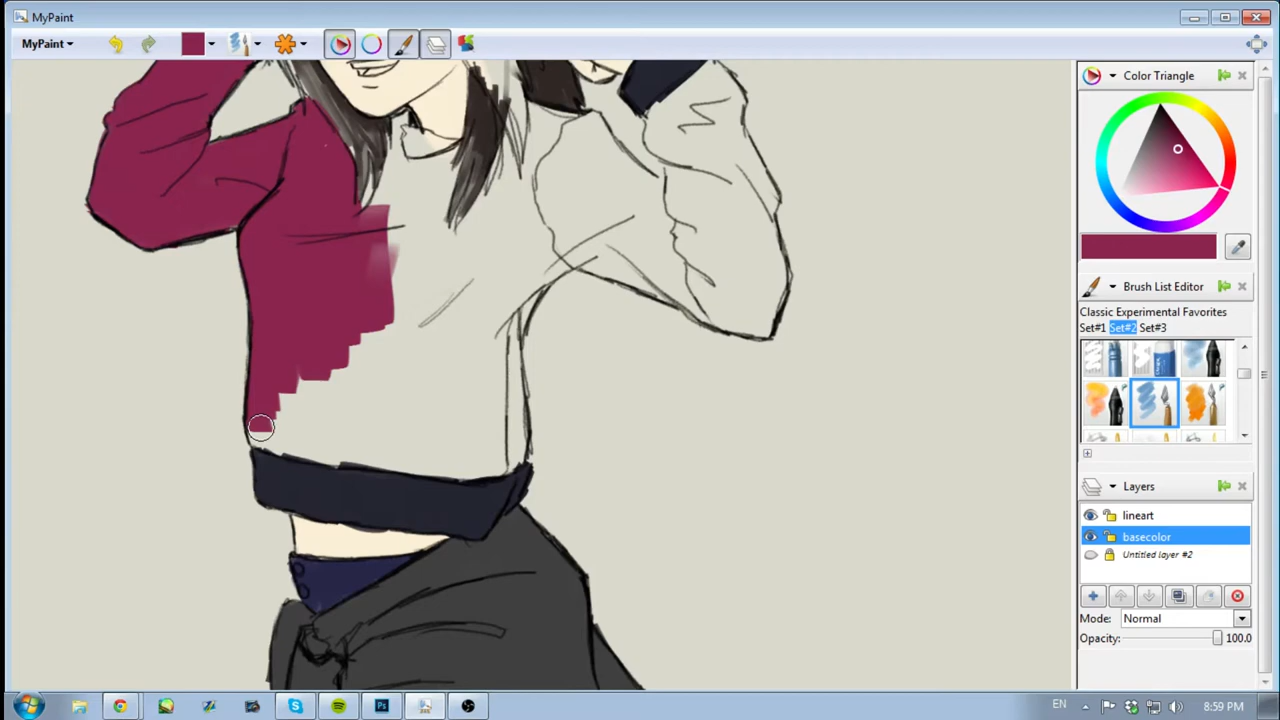 MyPaint
MyPaint
Color Triangle
Brush List Editor
Classic Experimental Favorites
Set#1 Set#2 Set#3
Layers
lineart
basecolor
Untitled layer #2
Mode: Normal
Opacity: 100.0
EN 8:59 PM